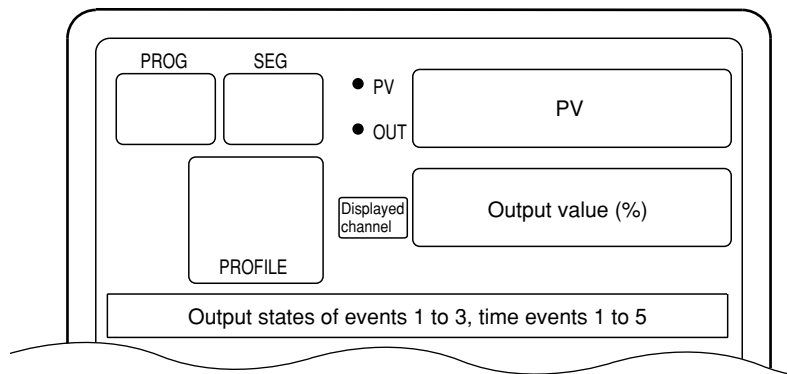 PROG
SEG
PV
PV
OUT
Displayed
channel
Output value (%)
PROFILE
Output states of events 1 to 3, time events 1 to 5